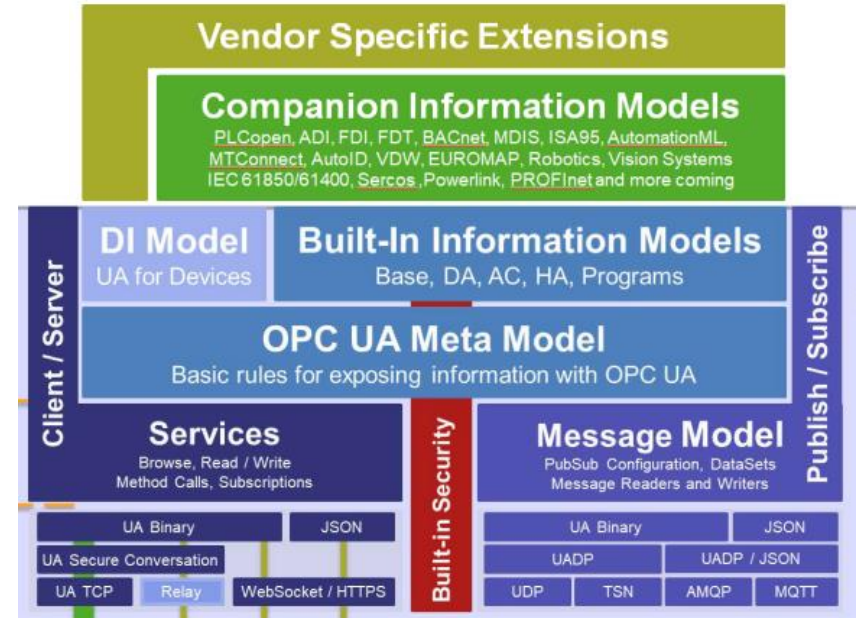 Vendor Specific Extensions
Companion Information Models
PLCopen, ADI, FDI, FDT, BACnet, MDIS, ISA95, AutomationML,
MTConnect, AutoID, VDW, EUROMAP, Robotics, Vision Systems
IEC 61850/61400, Sercos ,Powerlink, PROFInet and more coming
Client / Server
DI Model
UA for Devices
Built-In Information Models
Base, DA, AC, HA, Programs
Publish / Subscribe
OPC UA Meta Model
Basic rules for exposing information with OPC UA
Services
Browse, Read / Write
Method Calls, Subscriptions
Built-in Security
Message Model
PubSub Configuration, DataSets
Message Readers and Writers
UA Binary
JSON
UA Secure Conversation
UA TCP
Relay
WebSocket / HTTPS
UA Binary
JSON
UADP
UADP / JSON
UDP
TSN
AMQP
MQTT